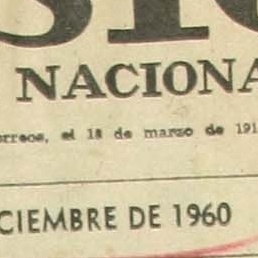 NACIONA
rreos, el 18 de marzo de 191
CIEMBRE DE 1960